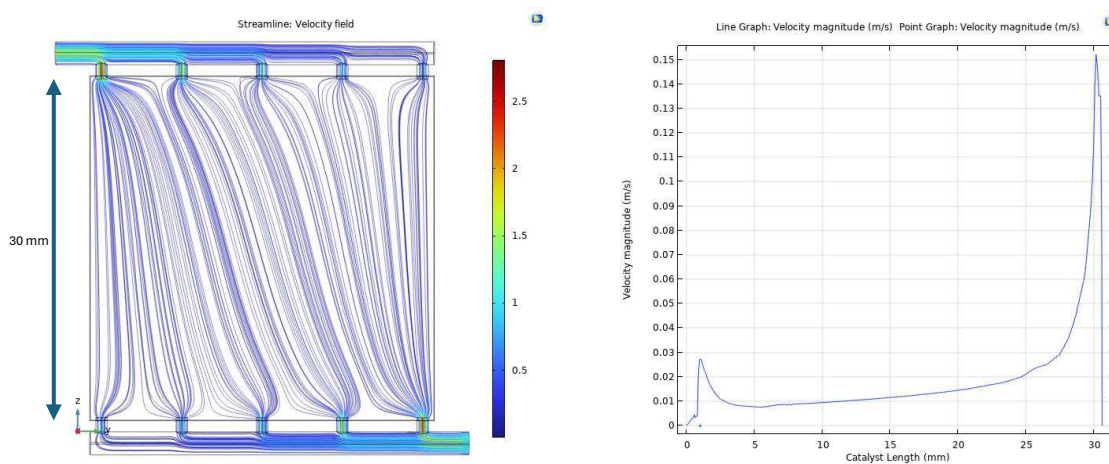 Streamline: Velocity field
30 mm
2.5
2
1.5
1
0.5
z
y
Line Graph: Velocity magnitude (m/s) Point Graph: Velocity magnitude (m/s)
Velocity magnitude (m/s)
0.15
0.14
0.13
0.12
0.11
0.1
0.09
0.08
0.07
0.06
0.05
0.04
0.03
0.02
0.01
0
0 5 10 15 20 25 30
Catalyst Length (mm)